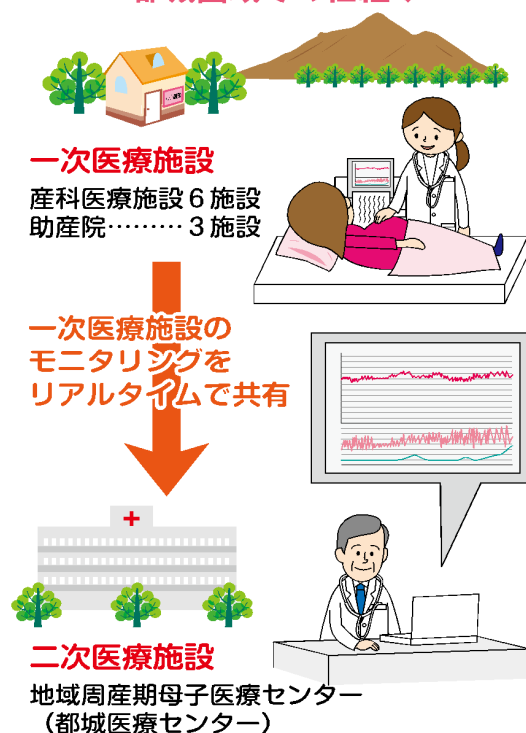 一次医療施設
産科医療施設6施設
助産院………3施設
一次医療施設の
モニタリングを
リアルタイムで共有
二次医療施設
地域周産期母子医療センター
（都城医療センター）